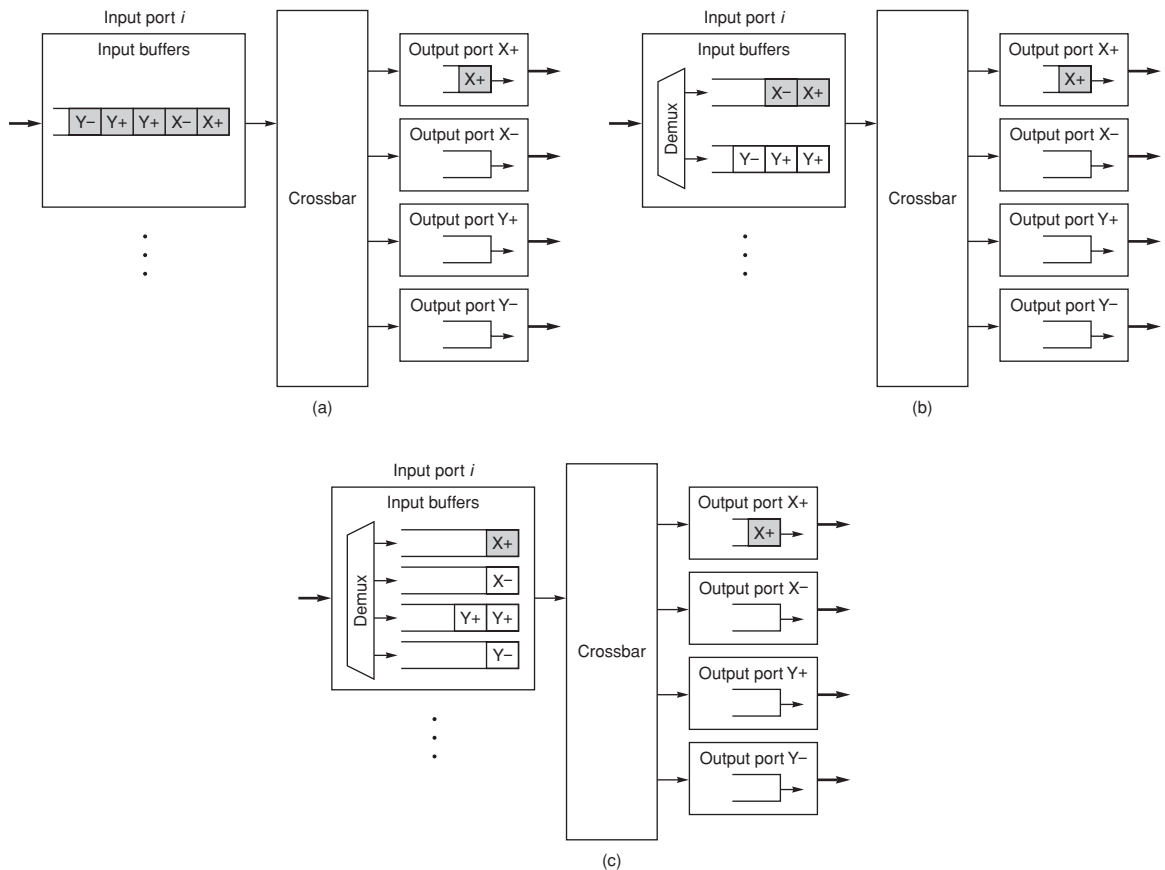 Input port i
Input buffers
Y− Y+ Y+ X− X+
Crossbar
Output port X+
X+
Output port X−
Output port Y+
Output port Y−
(a)
Input port i
Input buffers
Demux
X− X+
Y− Y+ Y+
Crossbar
Output port X+
X+
Output port X−
Output port Y+
Output port Y−
(b)
Input port i
Input buffers
Demux
X+
X−
Y+ Y+
Y−
Crossbar
Output port X+
X+
Output port X−
Output port Y+
Output port Y−
(c)